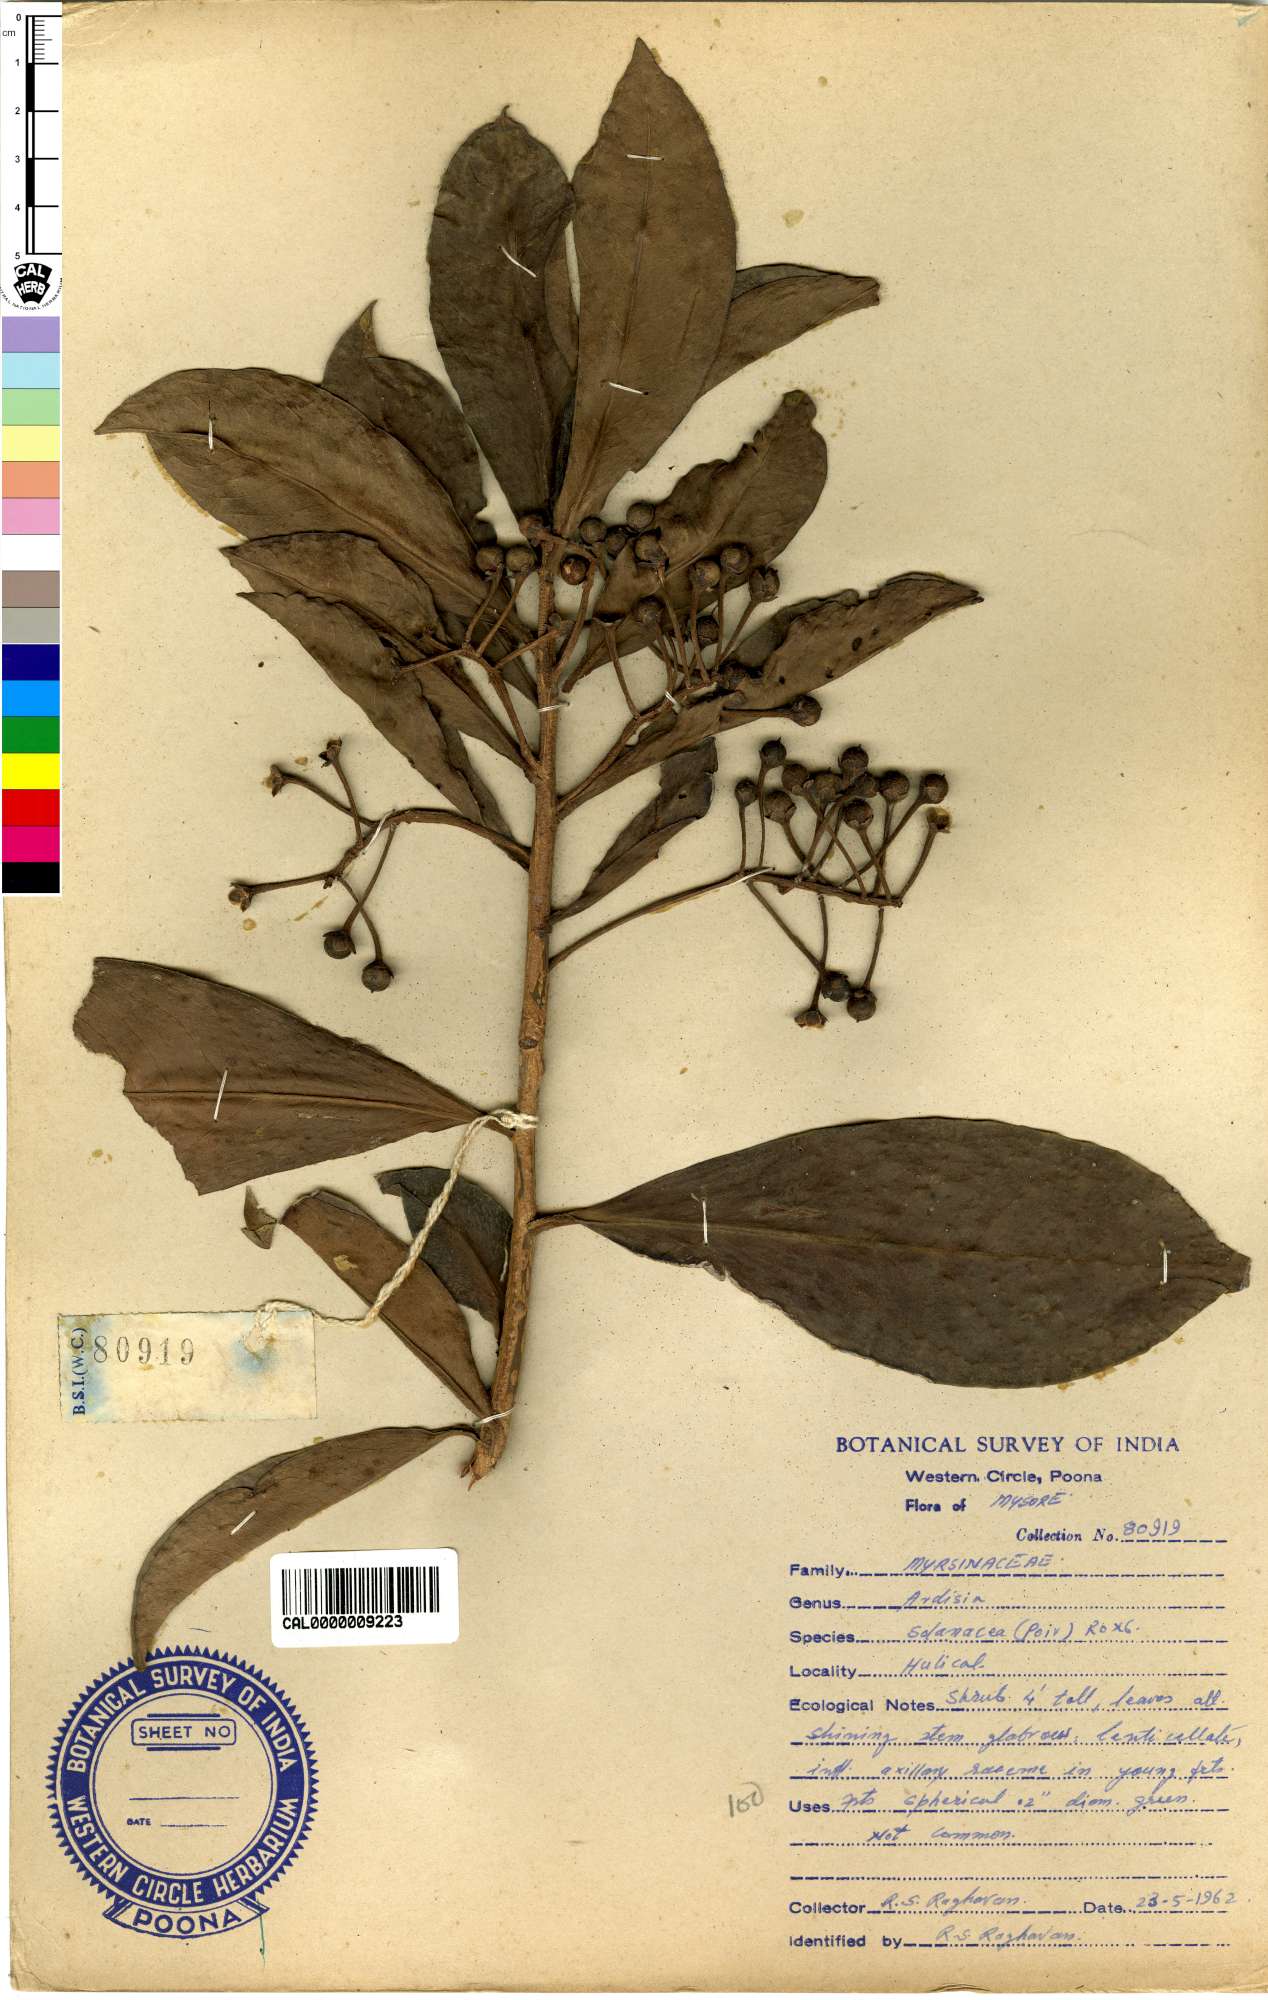 0
cm
1
2
3
4
5
CAL
HERB
B.S.I.(W.C.)
80919
BOTANICAL SURVEY OF INDIA
Western Circle, Poona
Flora of MYSORE
Collection No. 80919
Family MYRSINACEAE
Genus Ardisia
Species Solanacea (Poir) Roxb.
Locality Hulical
Ecological Notes Shrub 4' tall, leaves alt.
shining stem glabrous, lenticellate,
infl. axillary raceme in young frts.
Uses frts spherical .2" diam. green.
Not common.
Collector R.S. Raghavan. Date 23-5-1962.
Identified by R.S Raghavan.
100
CAL0000009223
BOTANICAL SURVEY OF INDIA
SHEET NO
DATE
WESTERN CIRCLE HERBARIUM
POONA